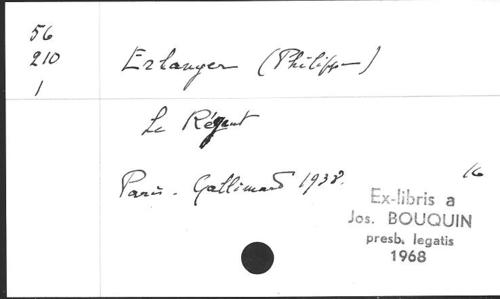 56
210
1
Erlanger (Philippe)
Le Régent
Paris. Gallimard 1938.
16
Ex-libris a
Jos. BOUQUIN
presb. legatis
1968